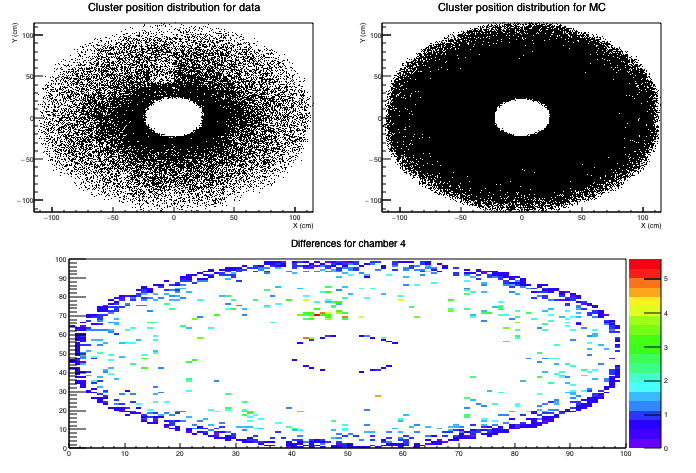 Cluster position distribution for data
Y (cm)
100
50
0
−50
−100
−100 −50 0 50 100
X (cm)
Cluster position distribution for MC
Y (cm)
100
50
0
−50
−100
−100 −50 0 50 100
X (cm)
Differences for chamber 4
100
90
80
70
60
50
40
30
20
10
0
0 10 20 30 40 50 60 70 80 90 100
5
4
3
2
1
0